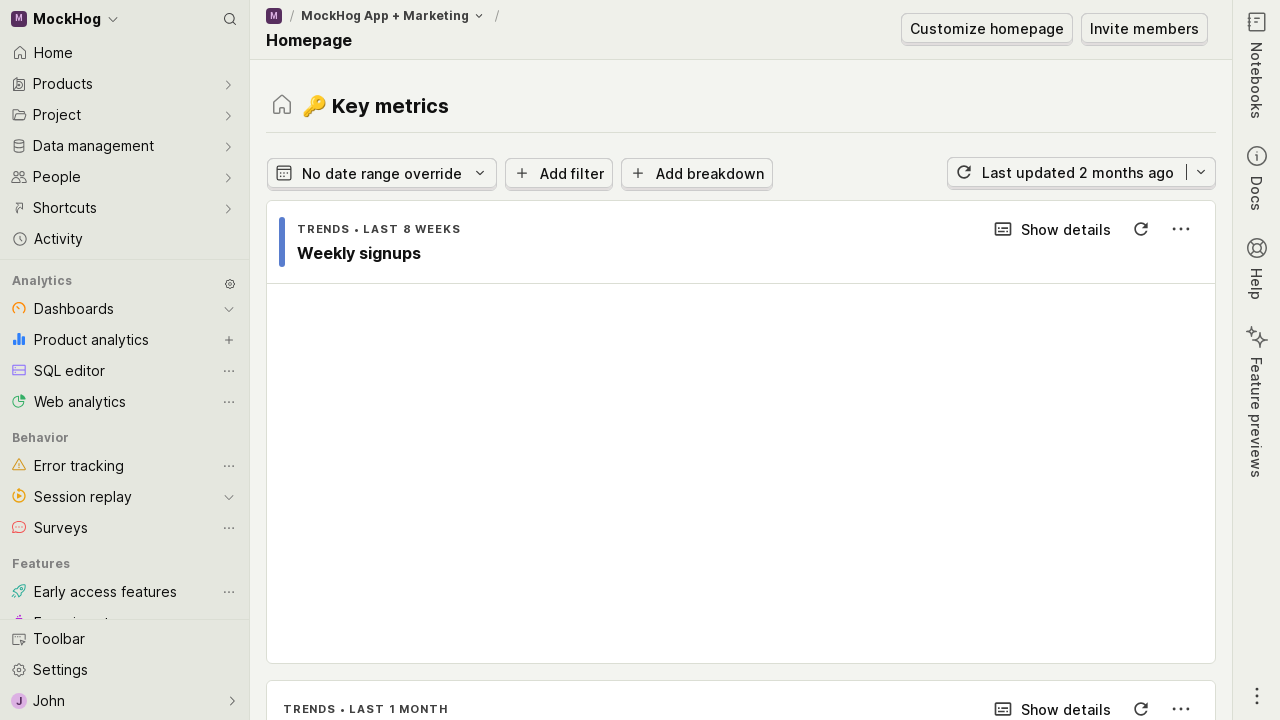 M MockHog
Home
Products
Project
Data management
People
Shortcuts
Activity
Analytics
Dashboards
Product analytics
SQL editor
Web analytics
Behavior
Error tracking
Session replay
Surveys
Features
Early access features
Toolbar
Settings
J John
M / MockHog App + Marketing /
Homepage
Customize homepage
Invite members
🔑 Key metrics
No date range override
Add filter
Add breakdown
Last updated 2 months ago
TRENDS • LAST 8 WEEKS
Show details
Weekly signups
TRENDS • LAST 1 MONTH
Show details
Notebooks
Docs
Help
Feature previews